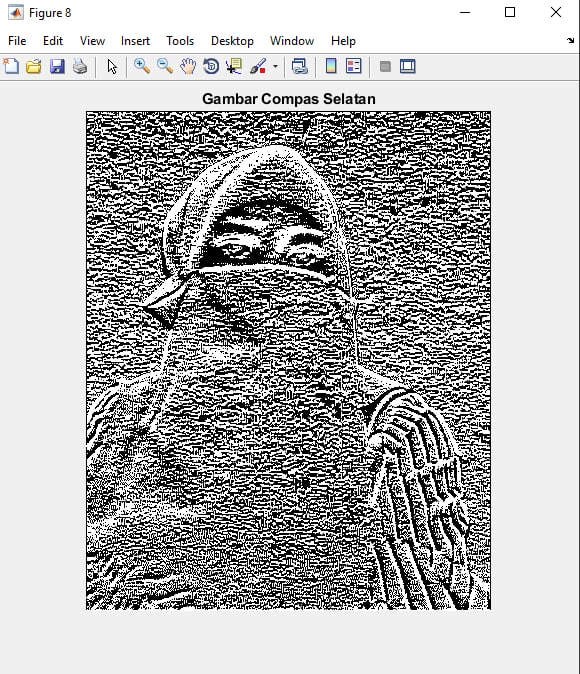 Figure 8
File Edit View Insert Tools Desktop Window Help
Gambar Compas Selatan